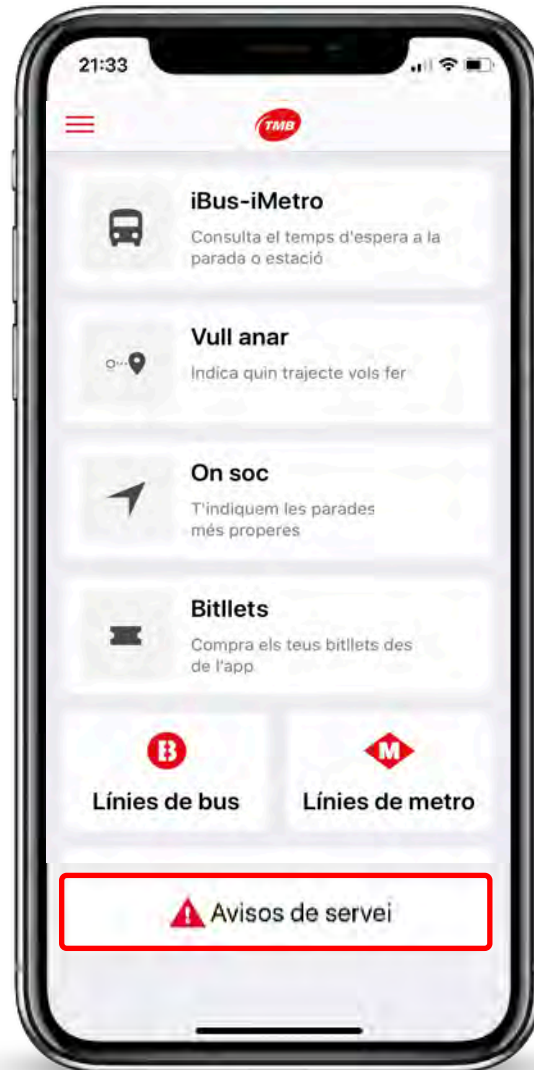 21:33
TMB
iBus-iMetro
Consulta el temps d'espera a la
parada o estació
Vull anar
Indica quin trajecte vols fer
On soc
T'indiquem les parades
més properes
Bitllets
Compra els teus bitllets des
de l'app
B
M
Línies de bus
Línies de metro
Avisos de servei